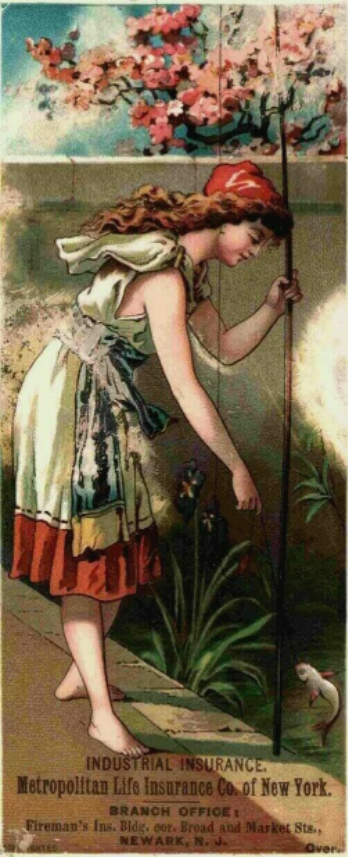 INDUSTRIAL INSURANCE.
Metropolitan Life Insurance Co. of New York.
BRANCH OFFICE:
Fireman's Ins. Bldg. cor. Broad and Market Sts.,
NEWARK, N. J.
Over.